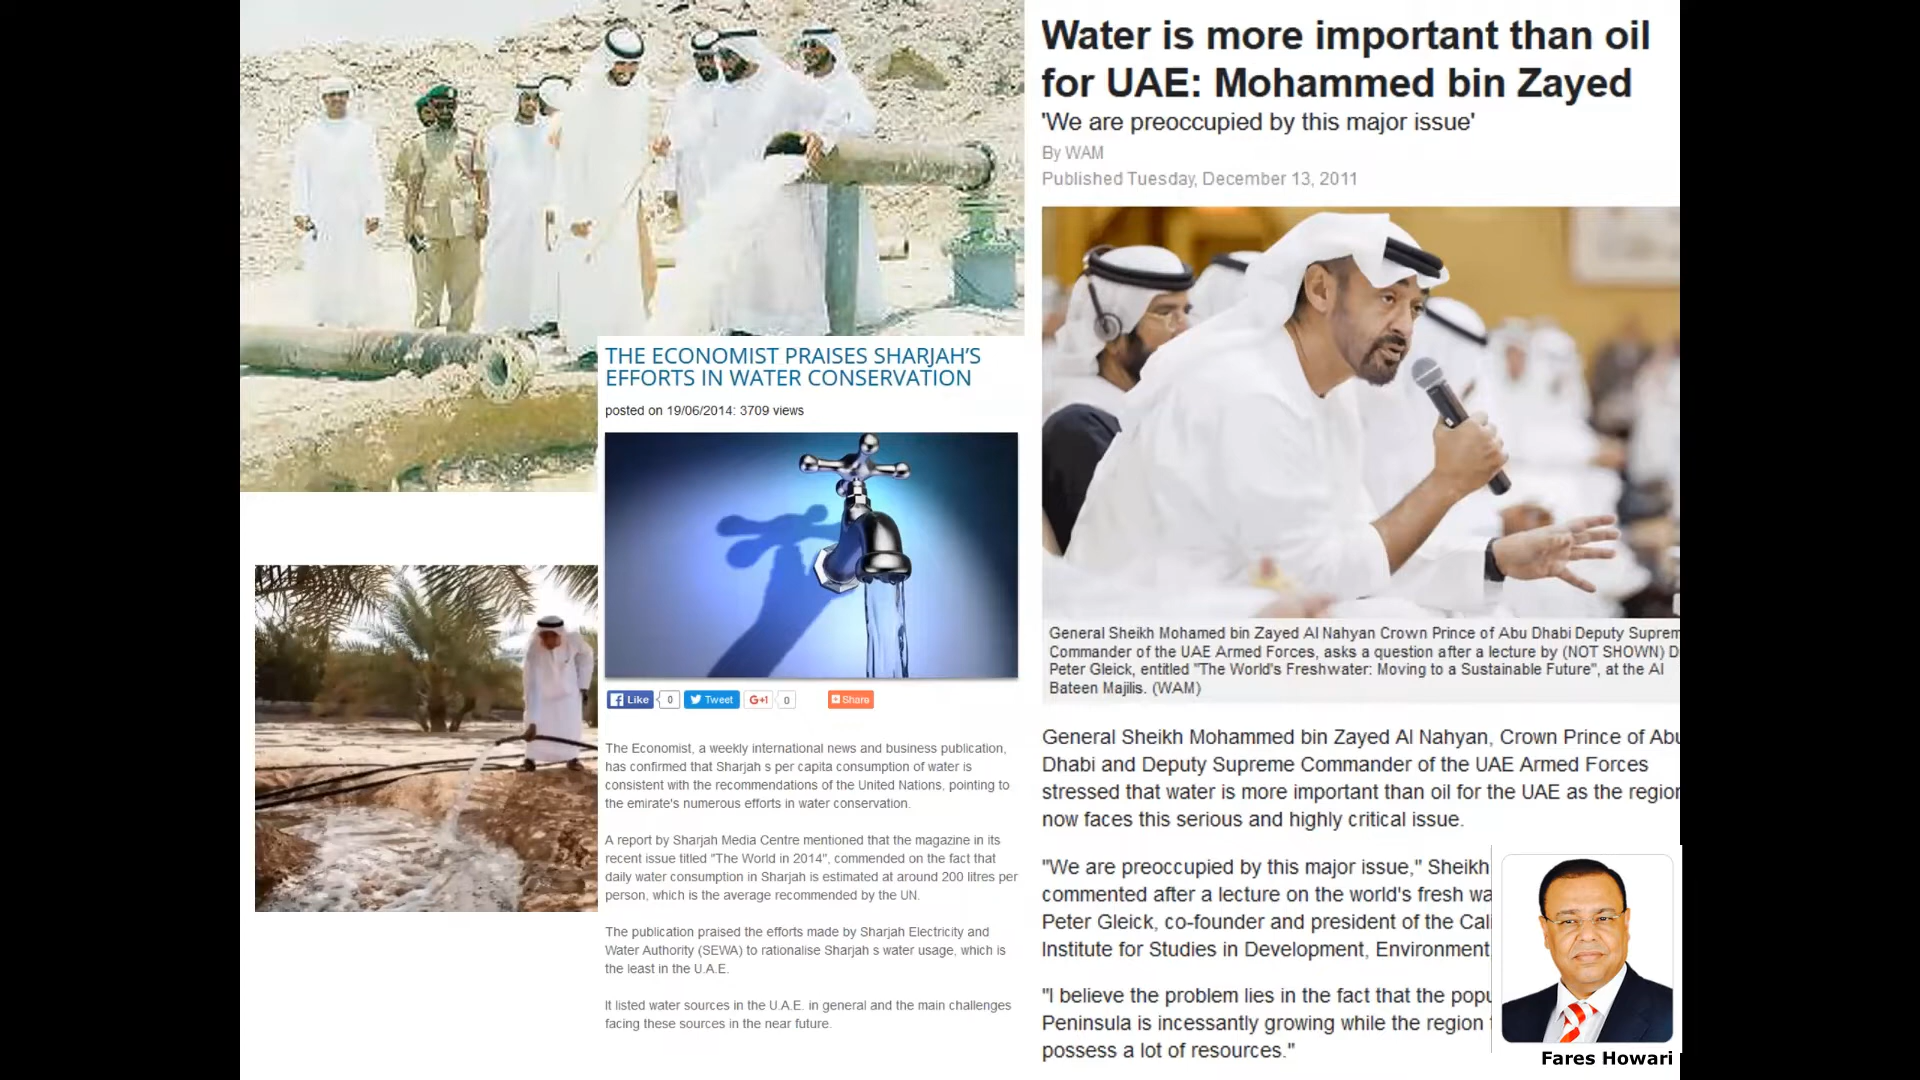 THE ECONOMIST PRAISES SHARJAH'S
EFFORTS IN WATER CONSERVATION
posted on 19/06/2014: 3709 views
Like 0 Tweet G+1 0 Share
The Economist, a weekly international news and business publication,
has confirmed that Sharjah s per capita consumption of water is
consistent with the recommendations of the United Nations, pointing to
the emirate's numerous efforts in water conservation.
A report by Sharjah Media Centre mentioned that the magazine in its
recent issue titled "The World in 2014", commended on the fact that
daily water consumption in Sharjah is estimated at around 200 litres per
person, which is the average recommended by the UN.
The publication praised the efforts made by Sharjah Electricity and
Water Authority (SEWA) to rationalise Sharjah s water usage, which is
the least in the U.A.E.
It listed water sources in the U.A.E. in general and the main challenges
facing these sources in the near future.
Water is more important than oil
for UAE: Mohammed bin Zayed
'We are preoccupied by this major issue'
By WAM
Published Tuesday, December 13, 2011
General Sheikh Mohamed bin Zayed Al Nahyan Crown Prince of Abu Dhabi Deputy Suprem
Commander of the UAE Armed Forces, asks a question after a lecture by (NOT SHOWN) D
Peter Gleick, entitled "The World's Freshwater: Moving to a Sustainable Future", at the Al
Bateen Majilis. (WAM)
General Sheikh Mohammed bin Zayed Al Nahyan, Crown Prince of Abu
Dhabi and Deputy Supreme Commander of the UAE Armed Forces
stressed that water is more important than oil for the UAE as the region
now faces this serious and highly critical issue.
"We are preoccupied by this major issue," Sheikh
commented after a lecture on the world's fresh wa
Peter Gleick, co-founder and president of the Cali
Institute for Studies in Development, Environment
"I believe the problem lies in the fact that the popu
Peninsula is incessantly growing while the region
possess a lot of resources."
Fares Howari